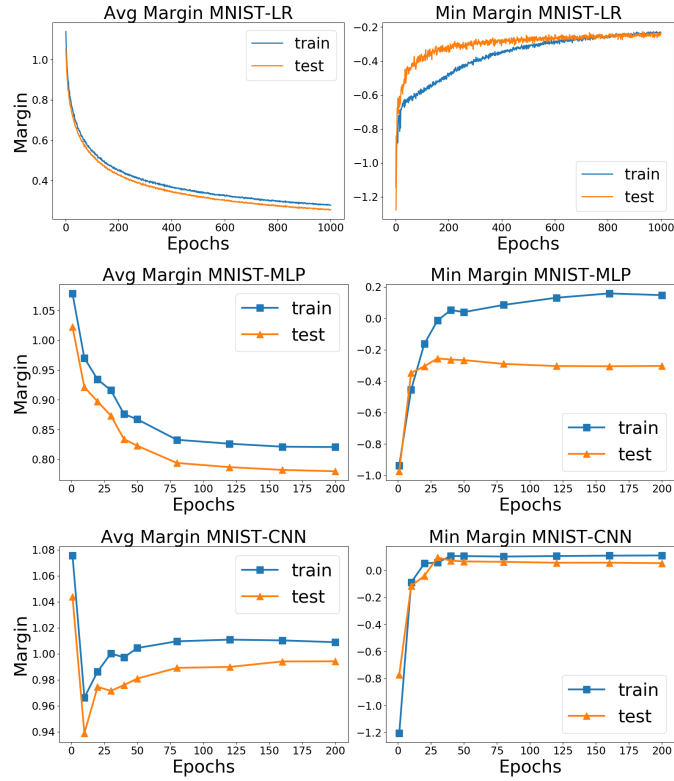 Avg Margin MNIST-LR
Margin
1.0
0.8
0.6
0.4
train
test
0 200 400 600 800 1000
Epochs
Min Margin MNIST-LR
−0.2
−0.4
−0.6
−0.8
−1.0
−1.2
train
test
0 200 400 600 800 1000
Epochs
Avg Margin MNIST-MLP
Margin
1.05
1.00
0.95
0.90
0.85
0.80
train
test
0 25 50 75 100 125 150 175 200
Epochs
Min Margin MNIST-MLP
0.2
0.0
−0.2
−0.4
−0.6
−0.8
−1.0
train
test
0 25 50 75 100 125 150 175 200
Epochs
Avg Margin MNIST-CNN
Margin
1.08
1.06
1.04
1.02
1.00
0.98
0.96
0.94
train
test
0 25 50 75 100 125 150 175 200
Epochs
Min Margin MNIST-CNN
0.0
−0.2
−0.4
−0.6
−0.8
−1.0
−1.2
train
test
0 25 50 75 100 125 150 175 200
Epochs